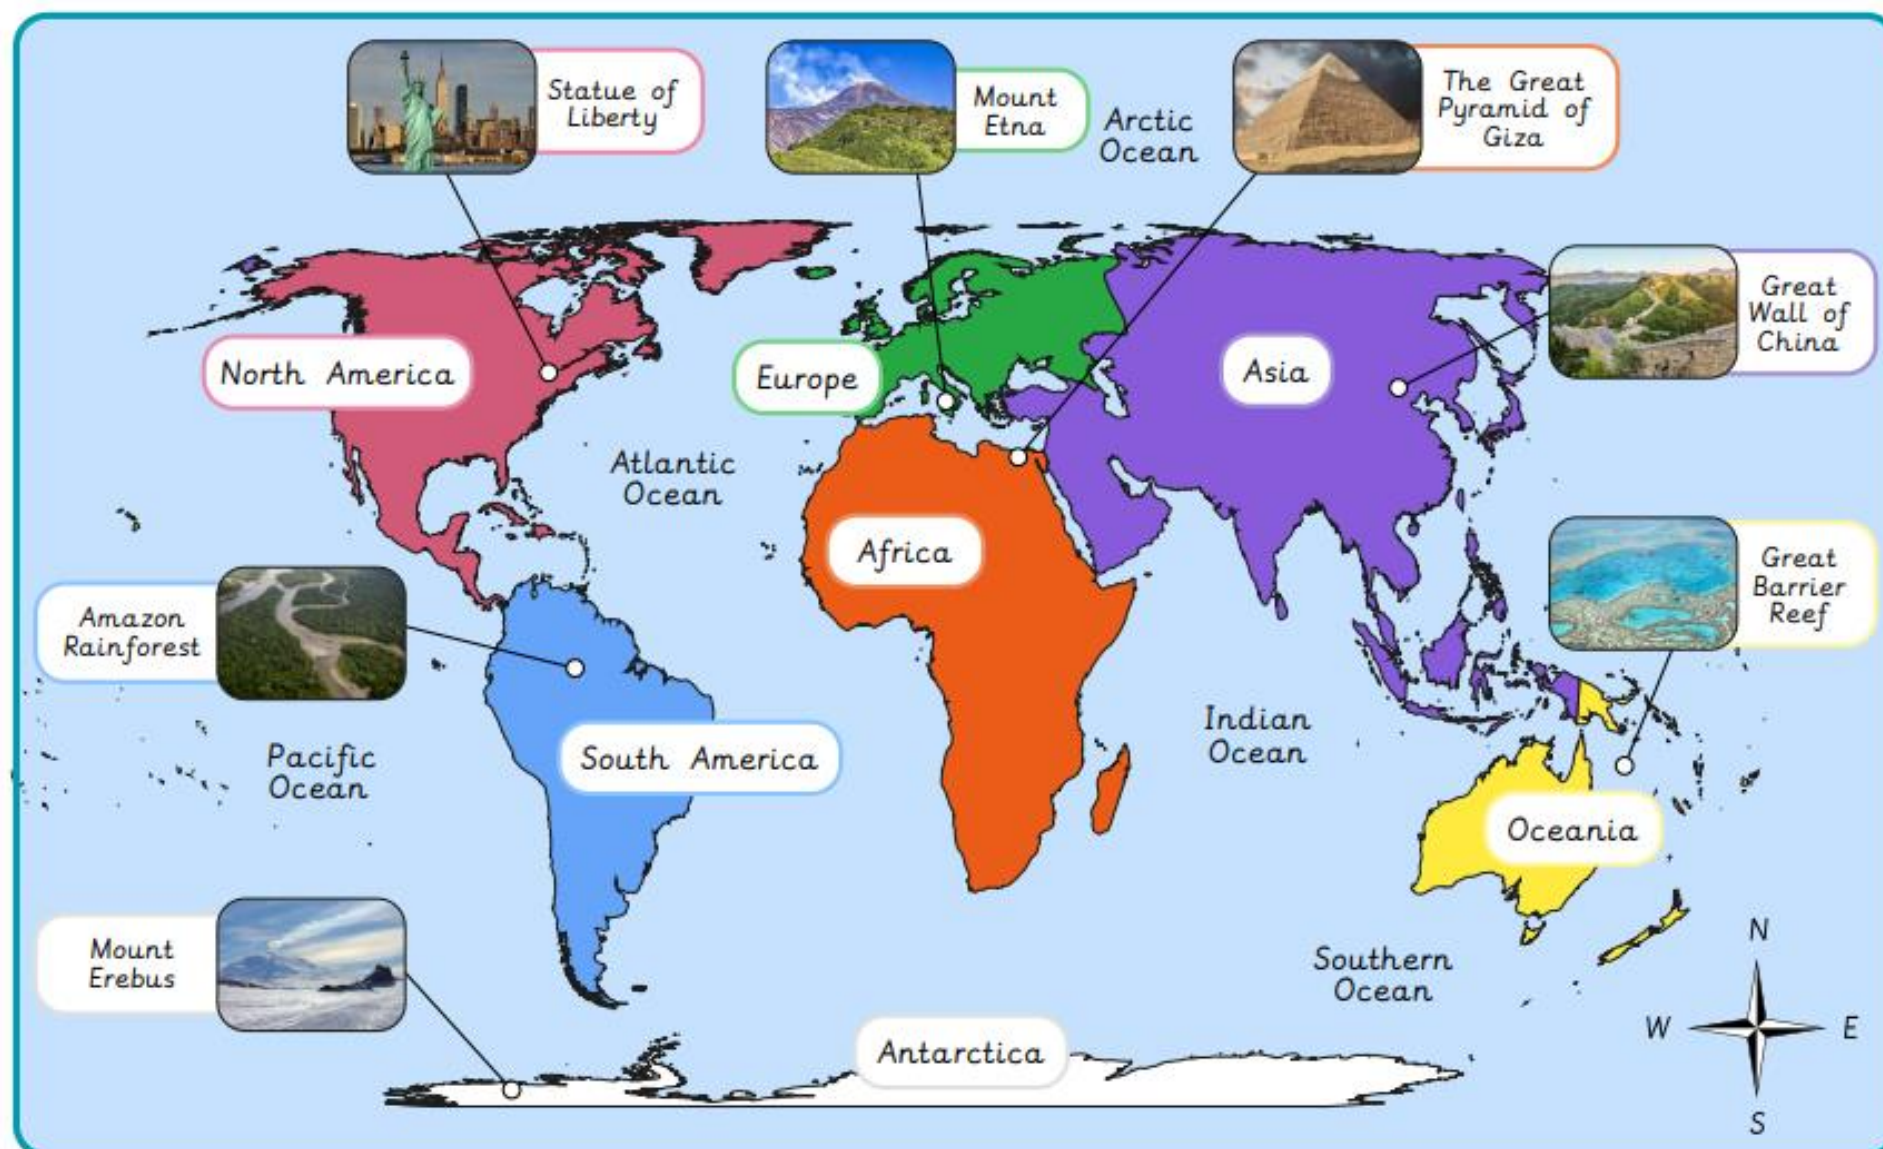 Statue of
Liberty
Mount
Etna
Arctic
Ocean
The Great
Pyramid of
Giza
Great
Wall of
China
North America
Europe
Asia
Atlantic
Ocean
Africa
Great
Barrier
Reef
Amazon
Rainforest
Pacific
Ocean
South America
Indian
Ocean
Oceania
Mount
Erebus
Southern
Ocean
Antarctica
N
W E
S